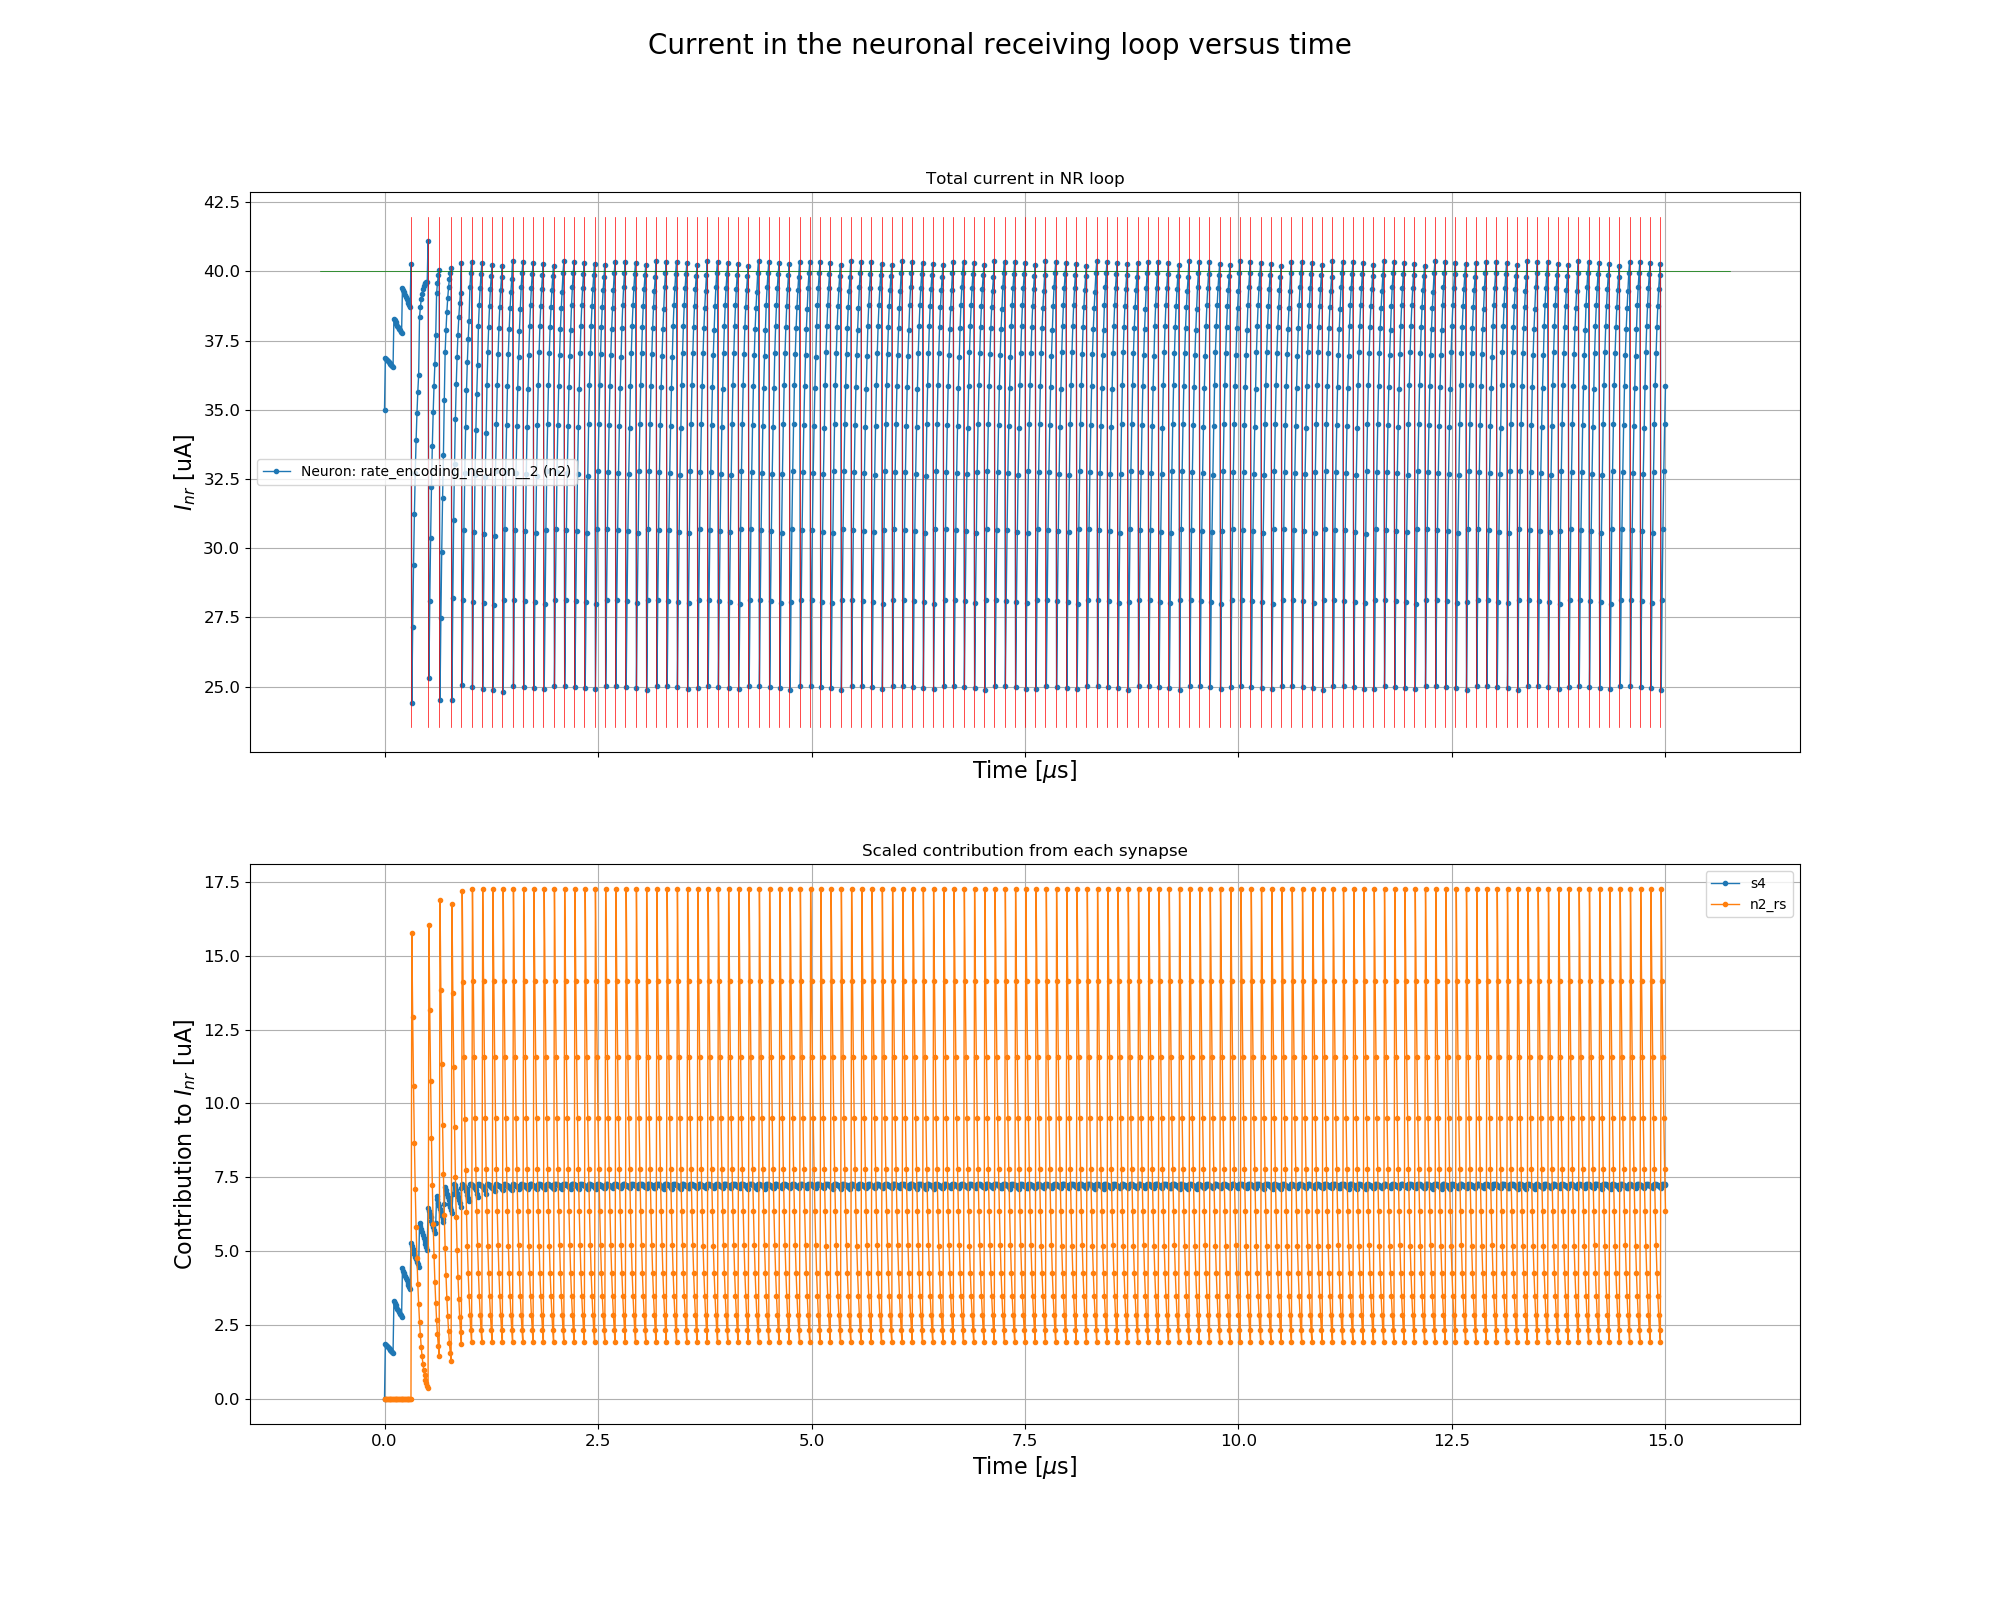 Current in the neuronal receiving loop versus time
Total current in NR loop
42.5
40.0
37.5
35.0
32.5
30.0
27.5
25.0
I_nr [uA]
Neuron: rate_encoding_neuron__2 (n2)
Time [μs]
Scaled contribution from each synapse
17.5
15.0
12.5
10.0
7.5
5.0
2.5
0.0
Contribution to I_nr [uA]
s4
n2_rs
0.0 2.5 5.0 7.5 10.0 12.5 15.0
Time [μs]